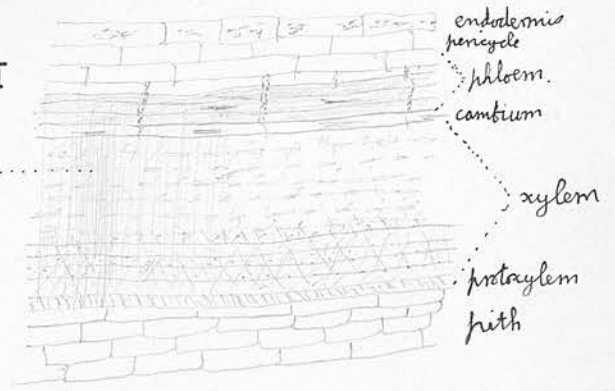 endodermis
pericycle
phloem.
cambium
xylem
protoxylem
pith